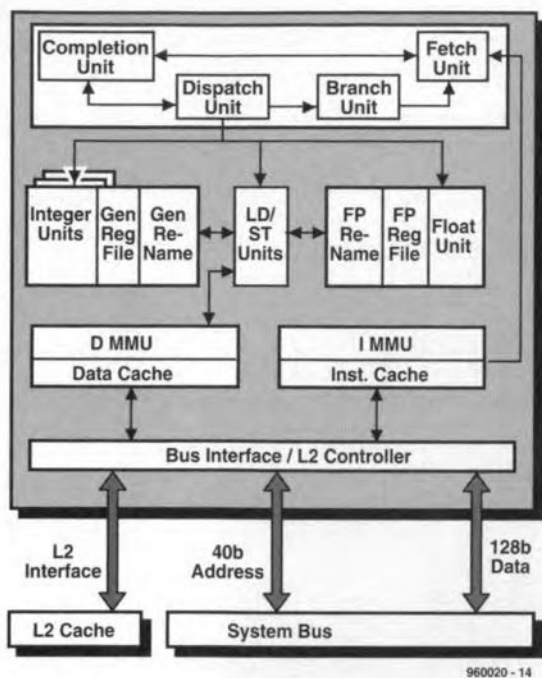 Completion
Unit
Fetch
Unit
Dispatch
Unit
Branch
Unit
Integer
Units
Gen
Reg
File
Gen
Re-
Name
LD/
ST
Units
FP
Re-
Name
FP
Reg
File
Float
Unit
D MMU
Data Cache
I MMU
Inst. Cache
Bus Interface / L2 Controller
L2
Interface
40b
Address
128b
Data
L2 Cache
System Bus
960020 - 14